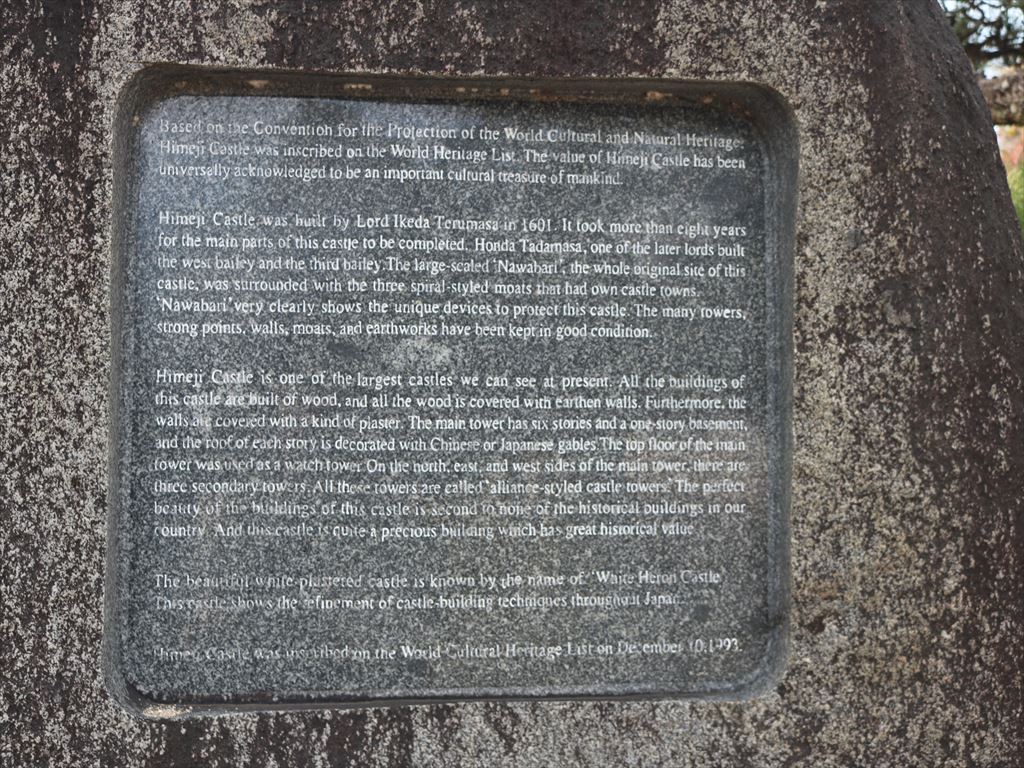 Based on the Convention for the Projection of the World Cultural and Natural Heritage,
Himeji Castle was inscribed on the World Heritage List. The value of Himeji Castle has been
universally acknowledged to be an important cultural treasure of mankind.
Himeji Castle was built by Lord Ikeda Terumasa in 1601. It took more than eight years
for the main parts of this castle to be completed. Honda Tadamasa, one of the later lords built
the west bailey and the third bailey. The large-scaled 'Nawabari', the whole original site of this
castle, was surrounded with the three spiral-styled moats that had own castle towns.
'Nawabari' very clearly shows the unique devices to protect this castle. The many towers,
strong points, walls, moats, and earthworks have been kept in good condition.
Himeji Castle is one of the largest castles we can see at present. All the buildings of
this castle are built of wood, and all the wood is covered with earthen walls. Furthermore, the
walls are covered with a kind of plaster. The main tower has six stories and a one-story basement,
and the roof of each story is decorated with Chinese or Japanese gables. The top floor of the main
tower was used as a watch tower. On the north, east, and west sides of the main tower, there are
three secondary towers. All these towers are called 'alliance-styled castle towers.' The perfect
beauty of the buildings of this castle is second to none of the historical buildings in our
country. And this castle is quite a precious building which has great historical value.
The beautiful white-plastered castle is known by the name of 'White Heron Castle'
This castle shows the refinement of castle-building techniques throughout Japan.
Himeji Castle was inscribed on the World Cultural Heritage List on December 10,1993.